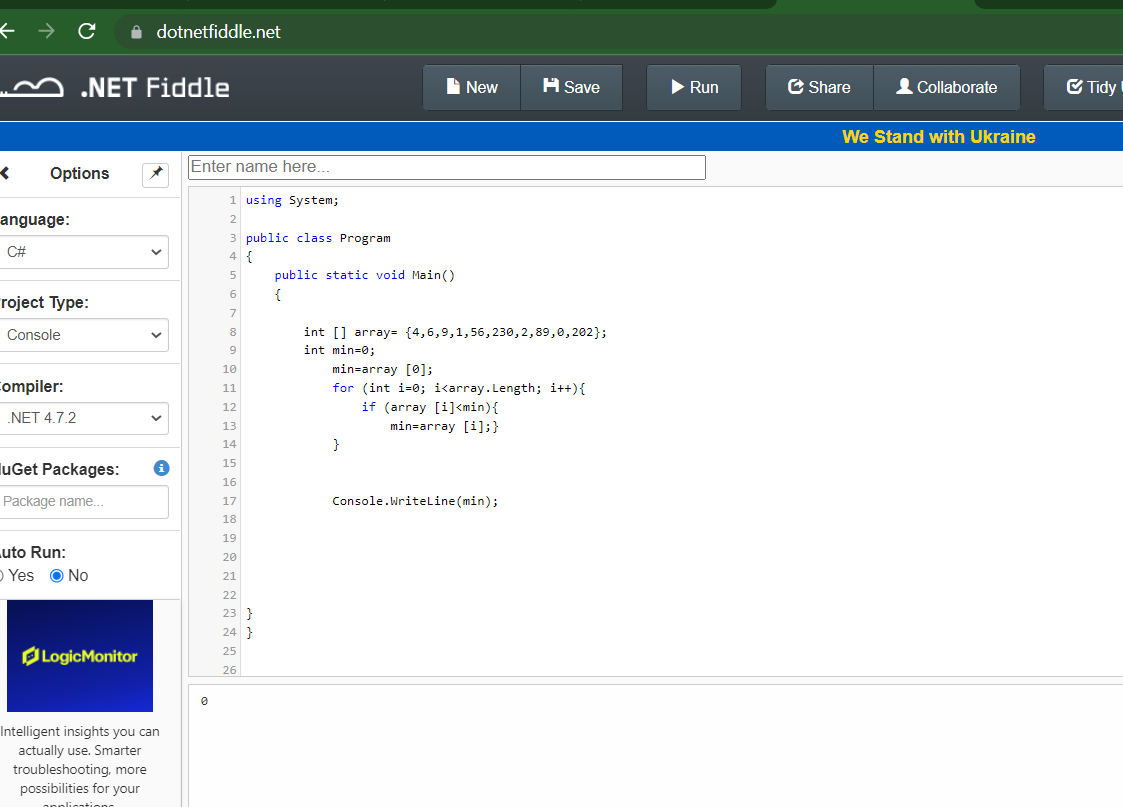 dotnetfiddle.net
.NET Fiddle
New
Save
Run
Share
Collaborate
Tidy
We Stand with Ukraine
Options
Enter name here...
anguage:
C#
roject Type:
Console
ompiler:
.NET 4.7.2
uGet Packages:
Package name...
uto Run:
Yes
No
LogicMonitor
Intelligent insights you can
actually use. Smarter
troubleshooting, more
possibilities for your
applications.
1 using System;
2
3 public class Program
4 {
5 public static void Main()
6 {
7
8 int [] array= {4,6,9,1,56,230,2,89,0,202};
9 int min=0;
10 min=array [0];
11 for (int i=0; i<array.Length; i++){
12 if (array [i]<min){
13 min=array [i];}
14 }
15
16
17 Console.WriteLine(min);
18
19
20
21
22
23 }
24 }
25
26
0